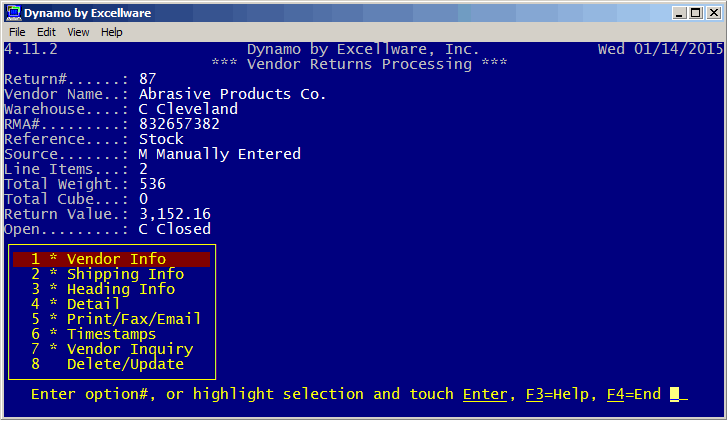 Dynamo by Excellware
File Edit View Help
4.11.2 Dynamo by Excellware, Inc. Wed 01/14/2015
*** Vendor Returns Processing ***
Return#......: 87
Vendor Name..: Abrasive Products Co.
Warehouse....: C Cleveland
RMA#.........: 832657382
Reference....: Stock
Source.......: M Manually Entered
Line Items...: 2
Total Weight.: 536
Total Cube...: 0
Return Value.: 3,152.16
Open.........: C Closed
1 * Vendor Info
2 * Shipping Info
3 * Heading Info
4 * Detail
5 * Print/Fax/Email
6 * Timestamps
7 * Vendor Inquiry
8 Delete/Update
Enter option#, or highlight selection and touch Enter, F3=Help, F4=End